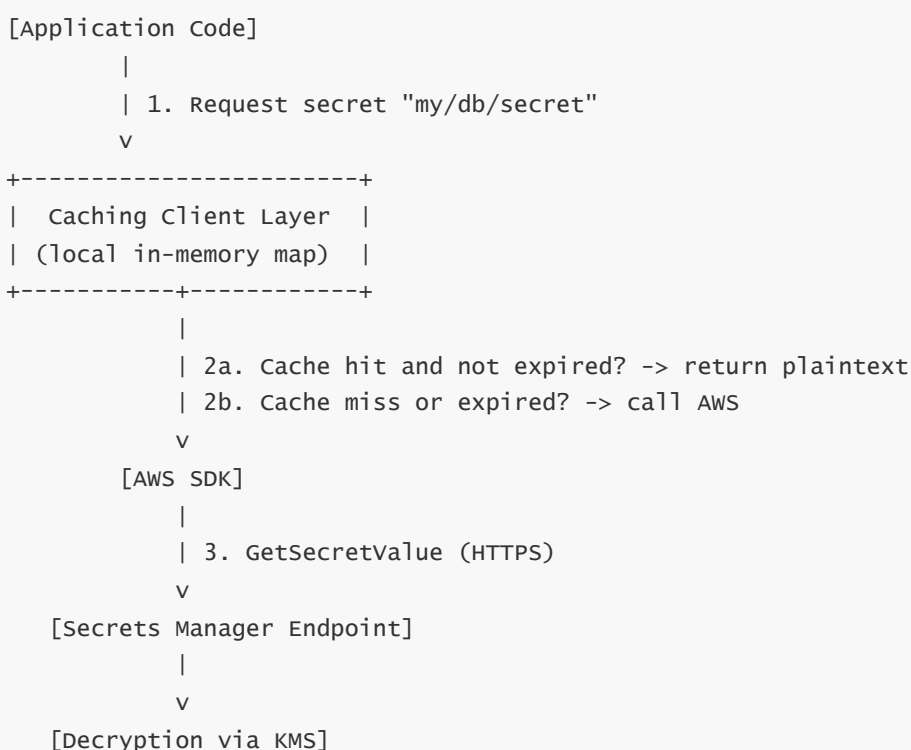 [Application Code]
        |
        | 1. Request secret "my/db/secret"
        v
+------------------------+
|  Caching Client Layer  |
| (local in-memory map)  |
+-----------+------------+
            |
            | 2a. Cache hit and not expired? -> return plaintext
            | 2b. Cache miss or expired? -> call AWS
            v
        [AWS SDK]
            |
            | 3. GetSecretValue (HTTPS)
            v
   [Secrets Manager Endpoint]
            |
            v
   [Decryption via KMS]